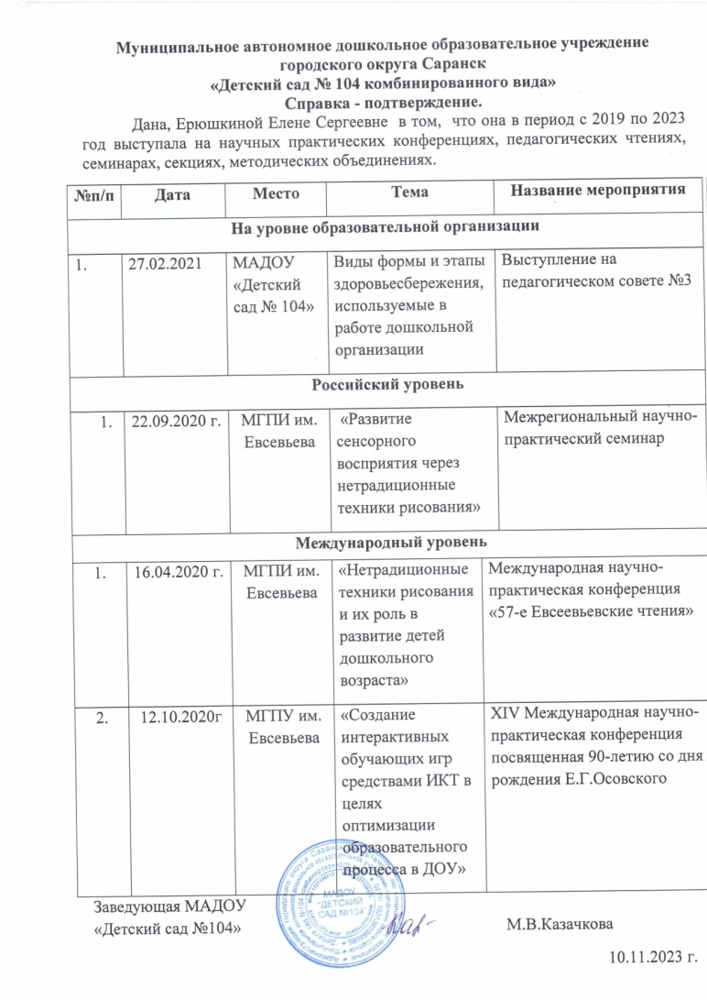 Муниципальное автономное дошкольное образовательное учреждение
городского округа Саранск
«Детский сад № 104 комбинированного вида»
Справка - подтверждение.
Дана, Ерюшкиной Елене Сергеевне в том, что она в период с 2019 по 2023
год выступала на научных практических конференциях, педагогических чтениях,
семинарах, секциях, методических объединениях.
№п/п Дата Место Тема Название мероприятия
На уровне образовательной организации
1. 27.02.2021 МАДОУ Виды формы и этапы Выступление на
«Детский здоровьесбережения, педагогическом совете №3
сад № 104» используемые в
работе дошкольной
организации
Российский уровень
1. 22.09.2020 г. МГПИ им. «Развитие Межрегиональный научно-
Евсевьева сенсорного практический семинар
восприятия через
нетрадиционные
техники рисования»
Международный уровень
1. 16.04.2020 г. МГПИ им. «Нетрадиционные Международная научно-
Евсевьева техники рисования практическая конференция
и их роль в «57-е Евсеевьевские чтения»
развитие детей
дошкольного
возраста»
2. 12.10.2020г МГПУ им. «Создание XIV Международная научно-
Евсевьева интерактивных практическая конференция
обучающих игр посвященная 90-летию со дня
средствами ИКТ в рождения Е.Г.Осовского
целях
оптимизации
образовательного
процесса в ДОУ»
МАДОУ
"ДЕТСКИЙ
САД №104"
Заведующая МАДОУ
«Детский сад №104» М.В.Казачкова
10.11.2023 г.